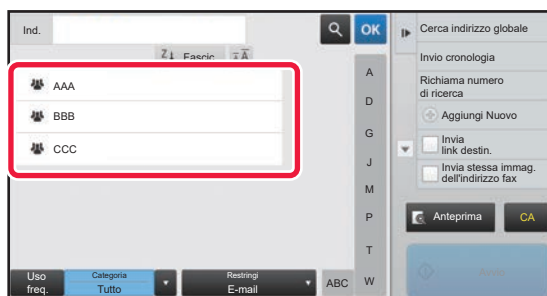 Ind.
OK
Fascic.
AAA
BBB
CCC
A
D
G
J
M
P
T
W
ABC
Uso
freq.
Categoria
Tutto
Restringi
E-mail
Cerca indirizzo globale
Invio cronologia
Richiama numero
di ricerca
Aggiungi Nuovo
Invia
link destin.
Invia stessa immag.
dell'indirizzo fax
Anteprima
CA